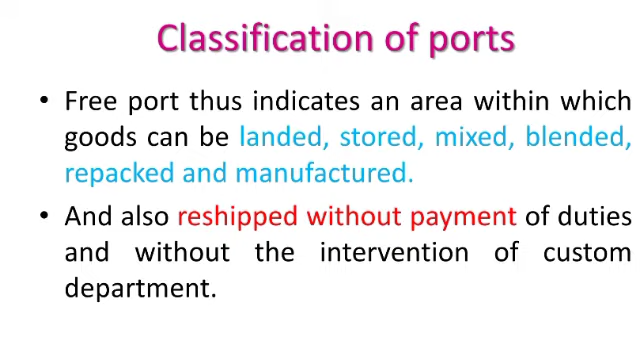 Classification of ports
• Free port thus indicates an area within which
goods can be landed, stored, mixed, blended,
repacked and manufactured.
• And also reshipped without payment of duties
and without the intervention of custom
department.